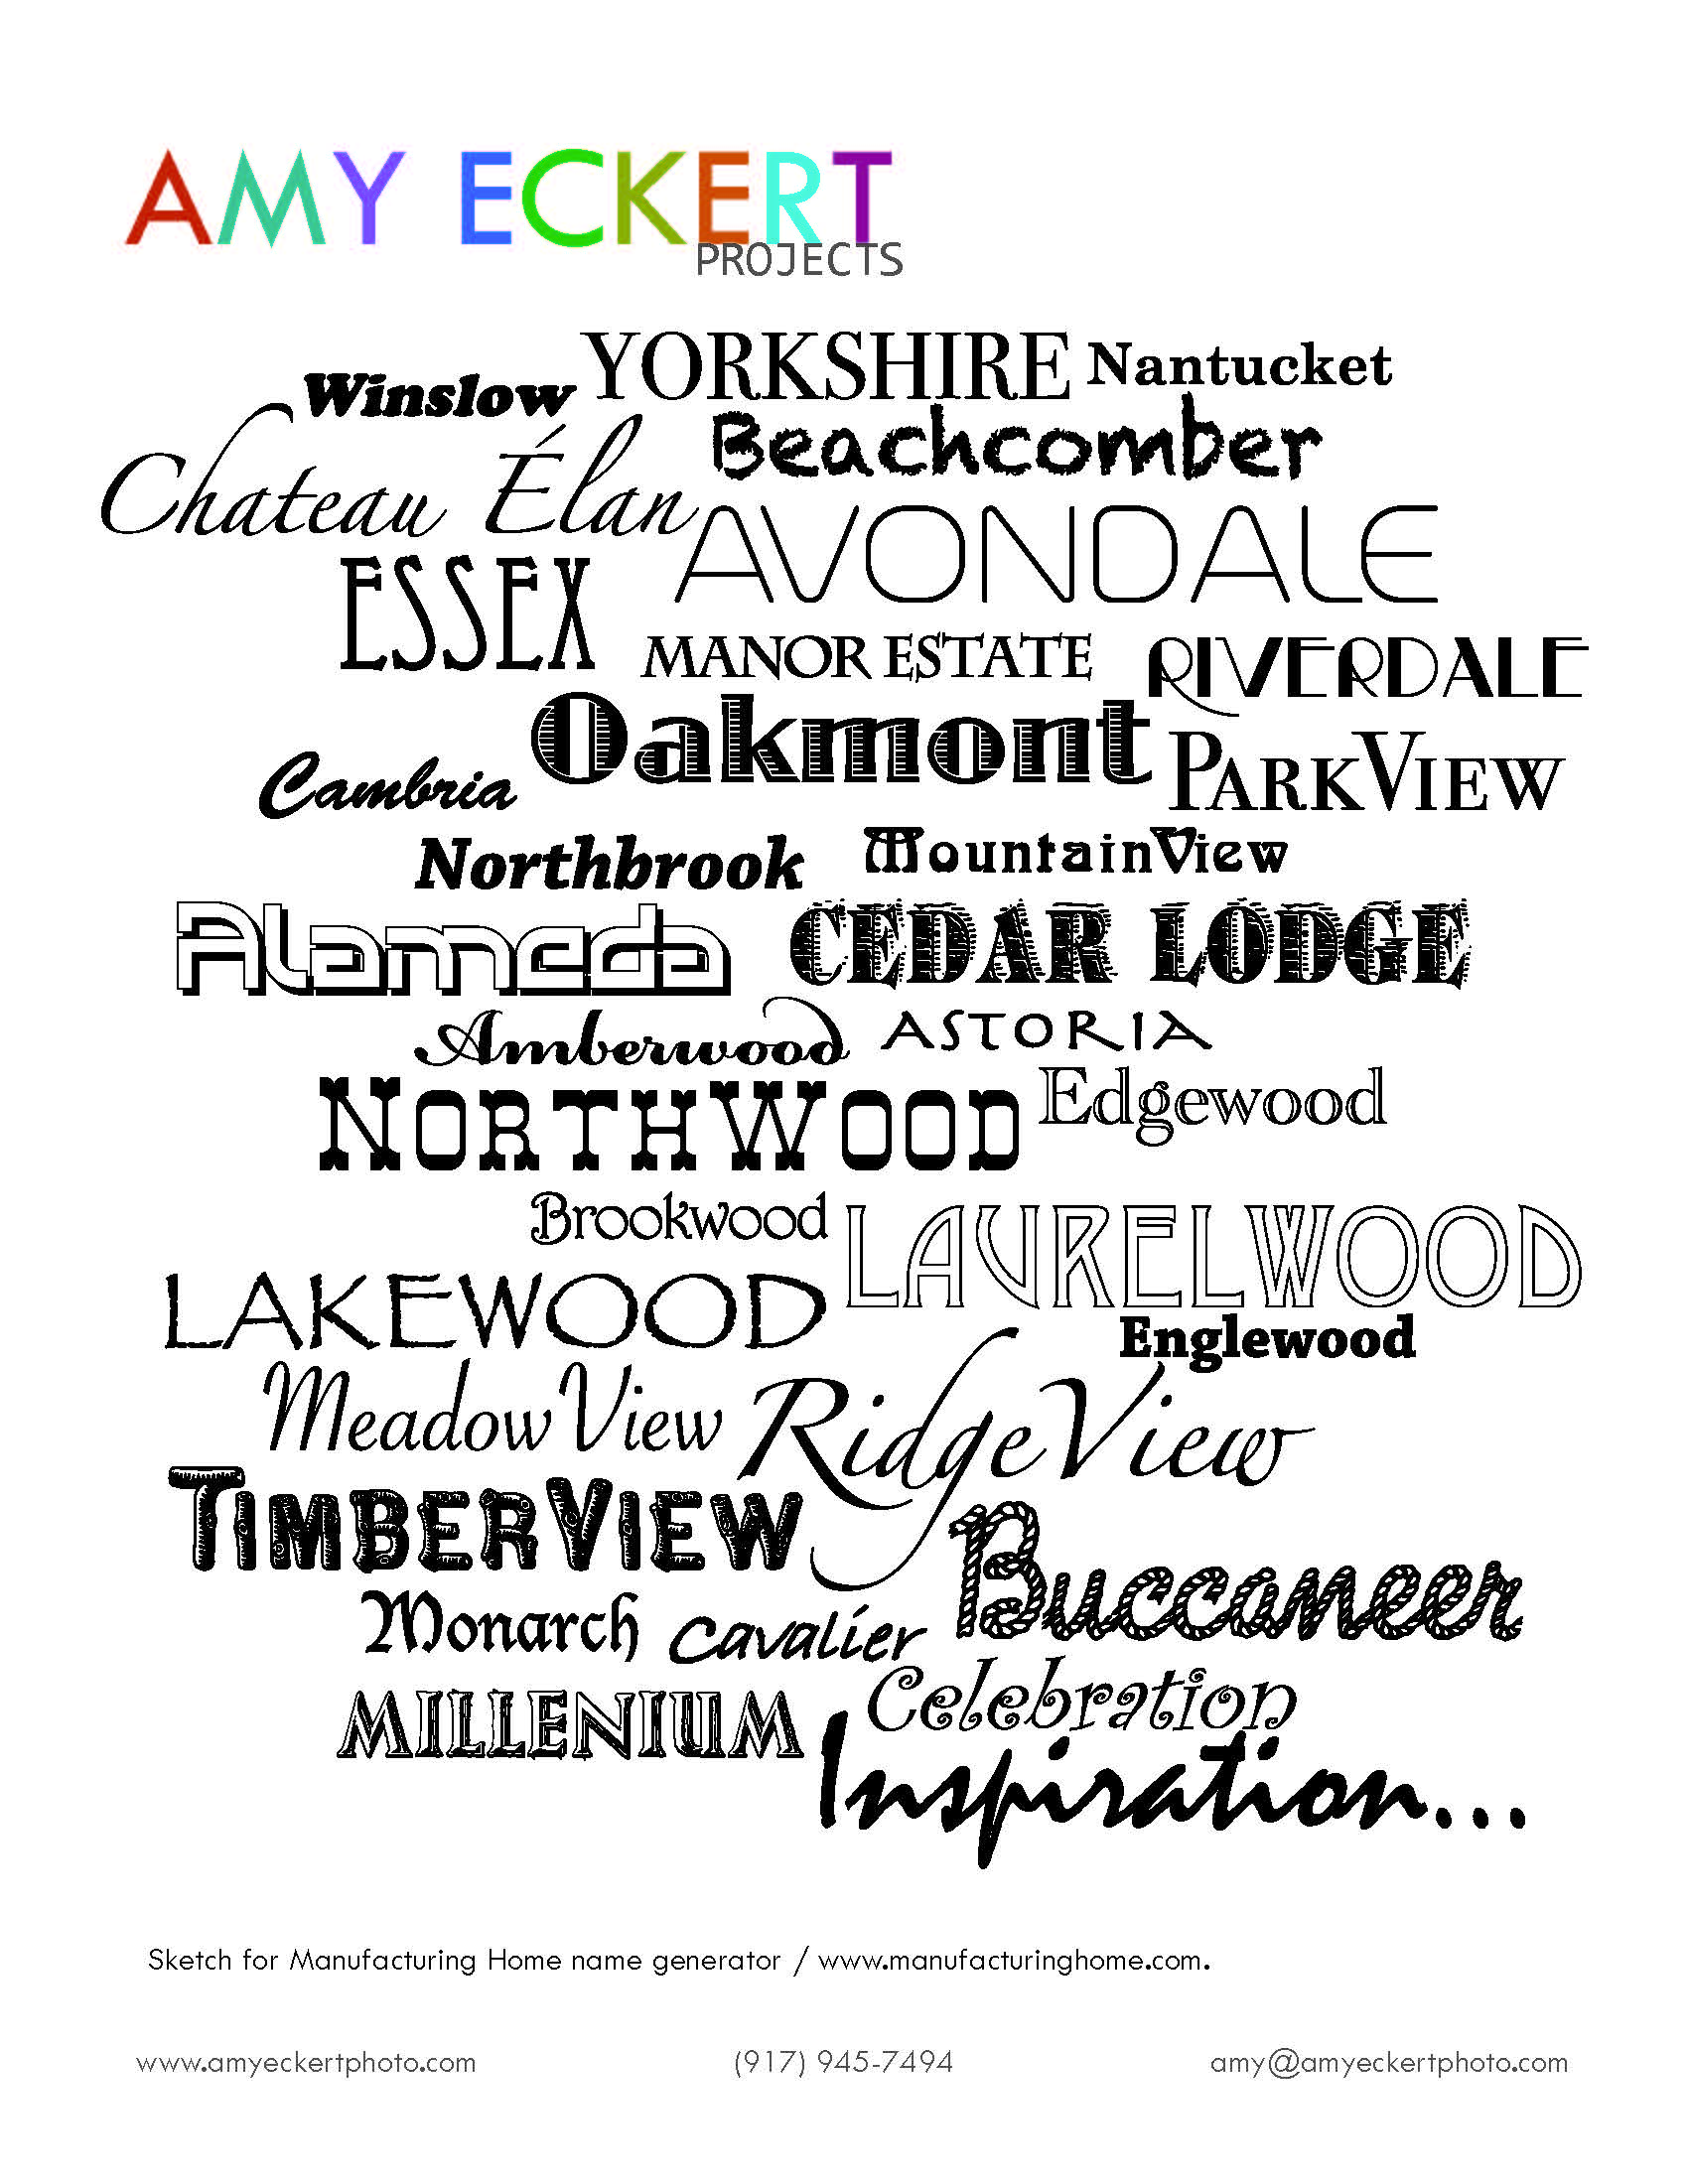 AMY ECKERT
PROJECTS
Winslow YORKSHIRE Nantucket
Chateau Élan Beachcomber
AVONDALE
ESSEX MANOR ESTATE RIVERDALE
Cambria Oakmont PARKVIEW
Northbrook MountainView
Alameda CEDAR LODGE
Amberwood ASTORIA
NORTHWOOD Edgewood
Brookwood LAURELWOOD
LAKEWOOD Englewood
MeadowView RidgeView
TIMBERVIEW Buccaneer
Monarch Cavalier
MILLENIUM Celebration
Inspiration...
Sketch for Manufacturing Home name generator / www.manufacturinghome.com.
www.amyeckertphoto.com (917) 945-7494 amy@amyeckertphoto.com